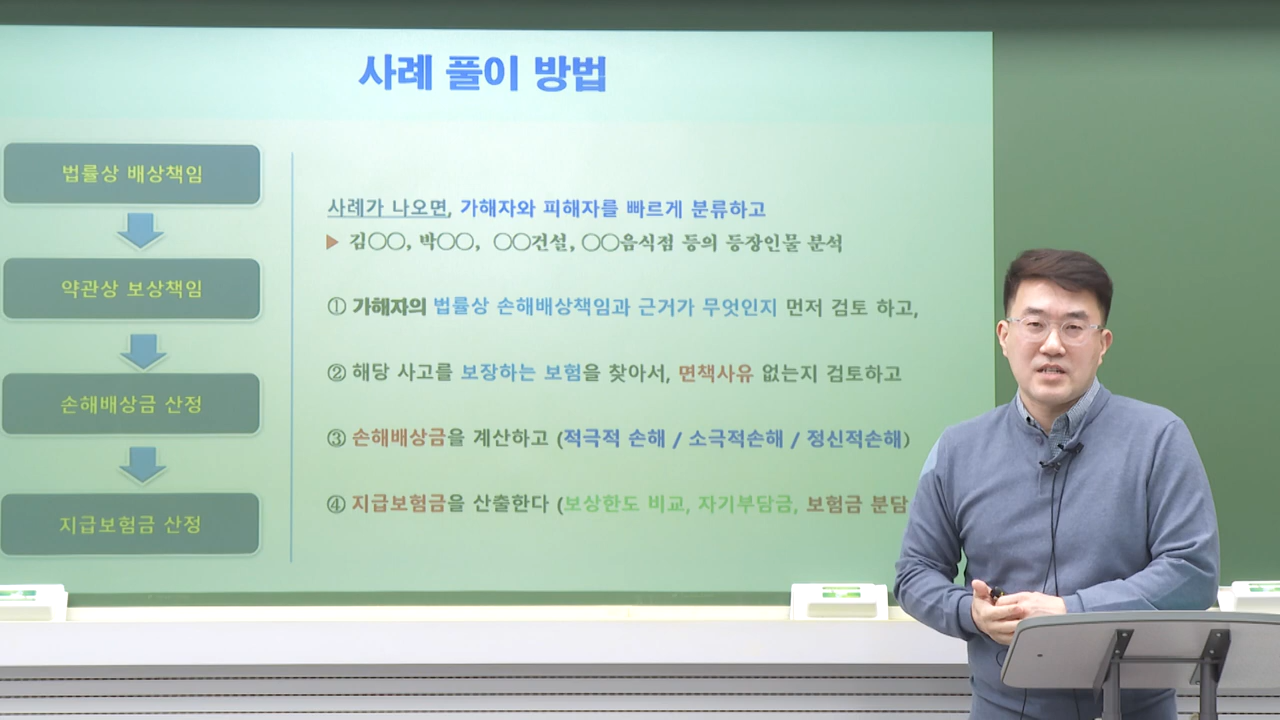 사례 풀이 방법
법률상 배상책임
약관상 보상책임
손해배상금 산정
지급보험금 산정
사례가 나오면, 가해자와 피해자를 빠르게 분류하고
▶ 김○○, 박○○, ○○건설, ○○음식점 등의 등장인물 분석
① 가해자의 법률상 손해배상책임과 근거가 무엇인지 먼저 검토 하고,
② 해당 사고를 보장하는 보험을 찾아서, 면책사유 없는지 검토하고
③ 손해배상금을 계산하고 (적극적 손해 / 소극적손해 / 정신적손해)
④ 지급보험금을 산출한다 (보상한도 비교, 자기부담금, 보험금 분담